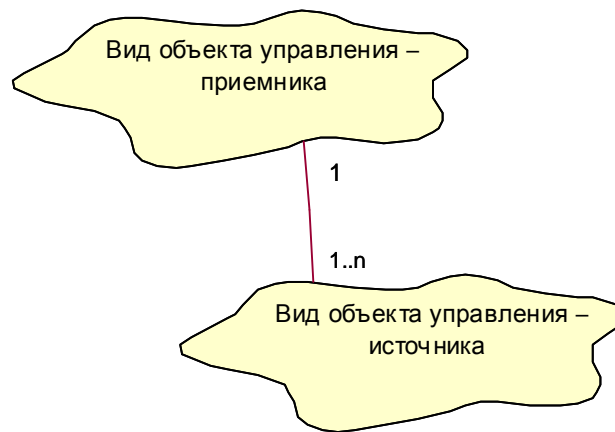 Вид объекта управления –
приемника
1
1..n
Вид объекта управления –
источника